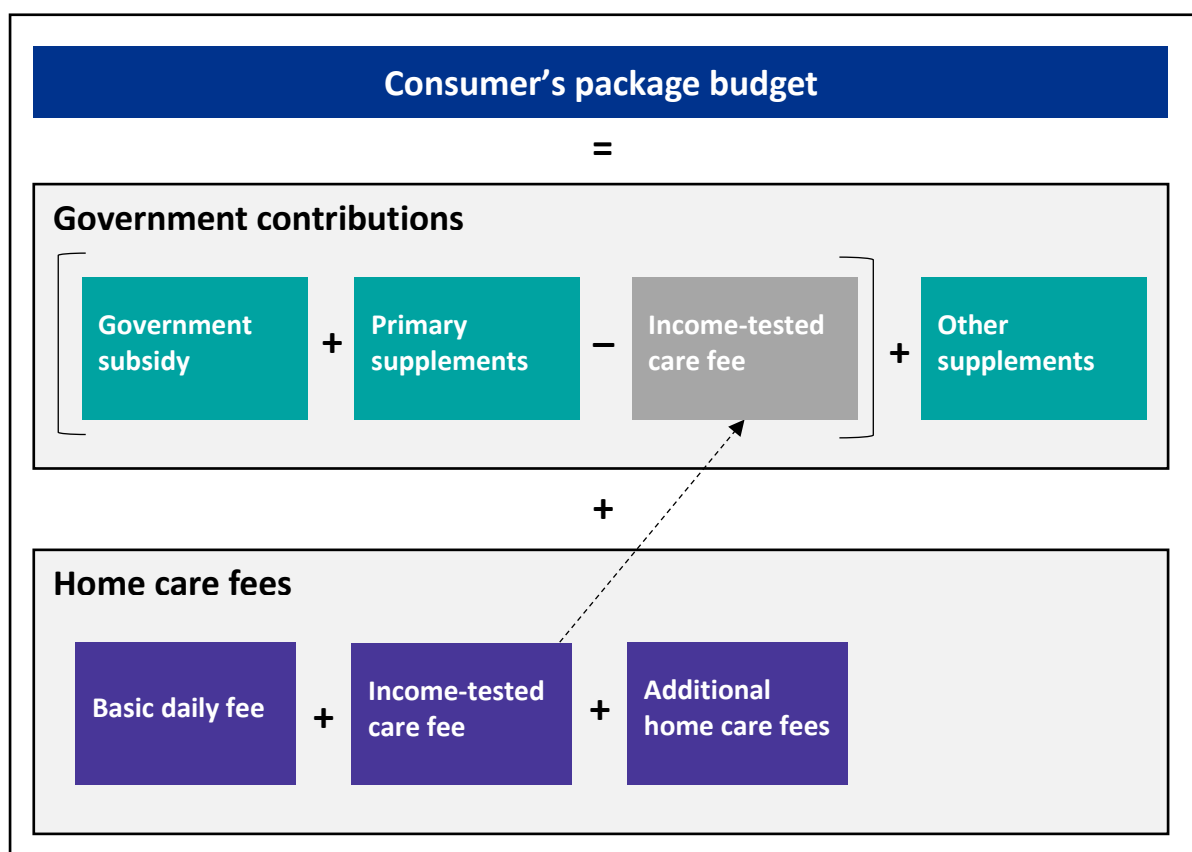 Consumer’s package budget
=
Government contributions
Government
subsidy
+
Primary
supplements
–
Income-tested
care fee
+
Other
supplements
+
Home care fees
Basic daily fee
+
Income-tested
care fee
+
Additional
home care fees